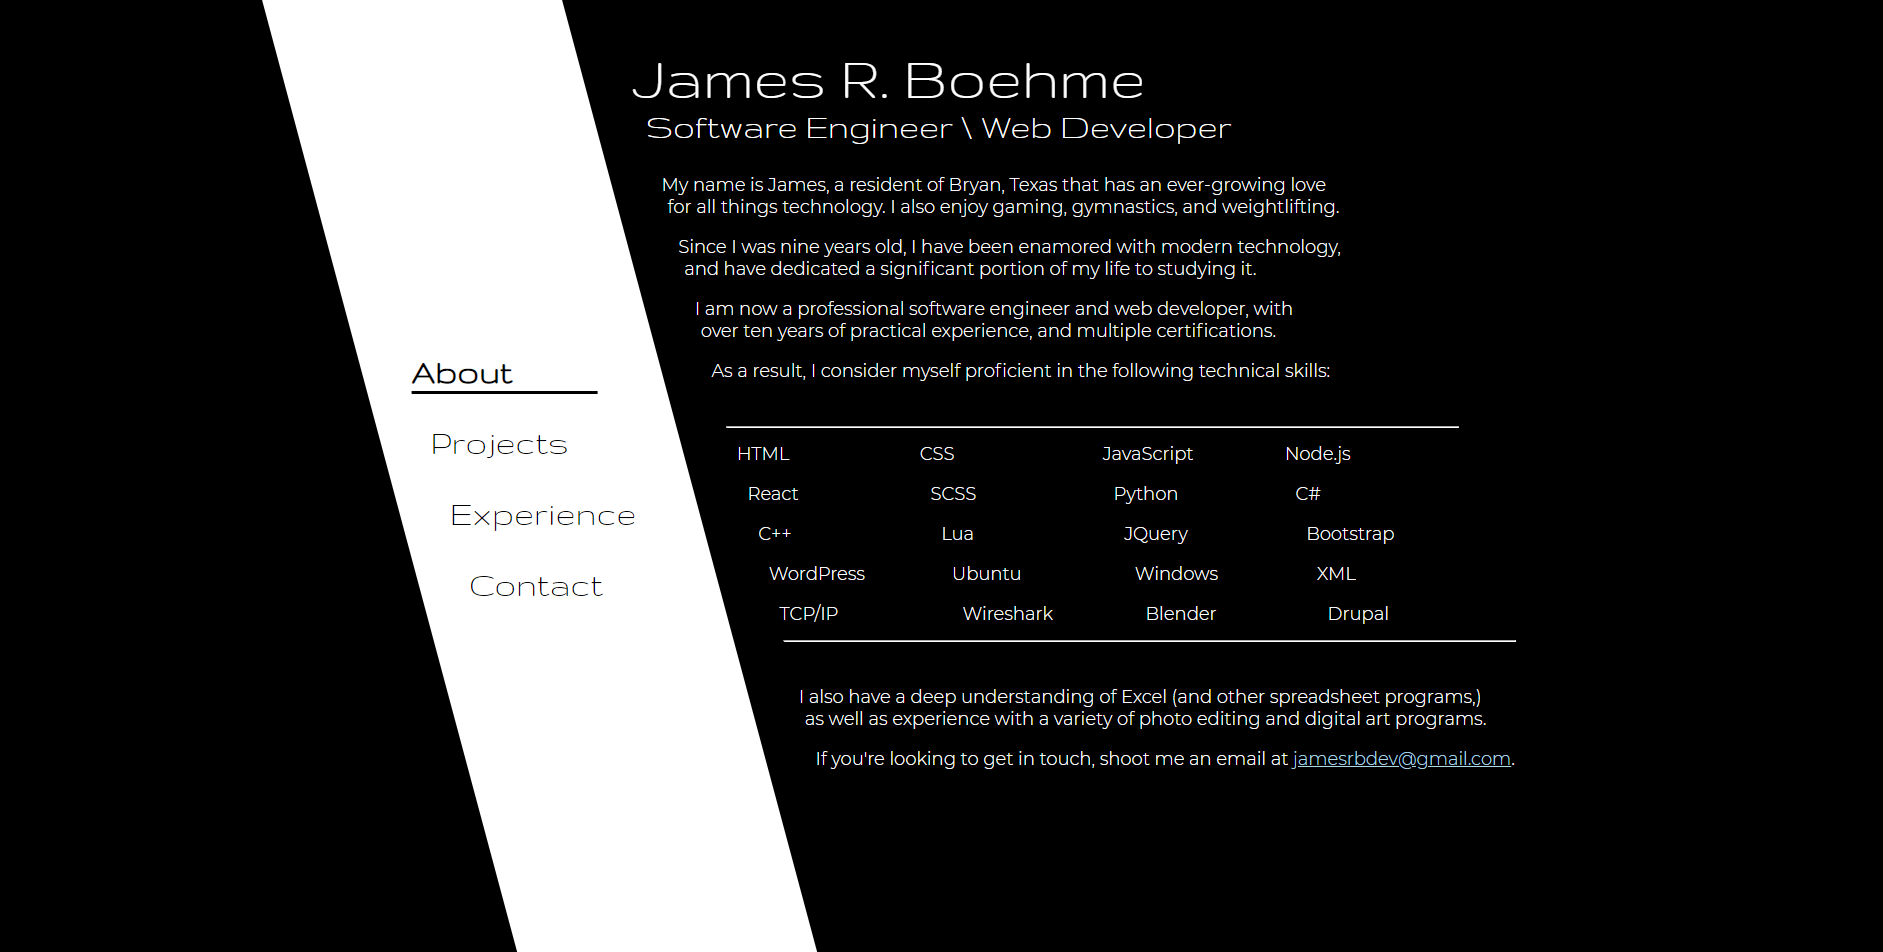 James R. Boehme
Software Engineer \ Web Developer
My name is James, a resident of Bryan, Texas that has an ever-growing love
for all things technology. I also enjoy gaming, gymnastics, and weightlifting.
Since I was nine years old, I have been enamored with modern technology,
and have dedicated a significant portion of my life to studying it.
I am now a professional software engineer and web developer, with
over ten years of practical experience, and multiple certifications.
As a result, I consider myself proficient in the following technical skills:
About
Projects
Experience
Contact
HTML CSS JavaScript Node.js
React SCSS Python C#
C++ Lua JQuery Bootstrap
WordPress Ubuntu Windows XML
TCP/IP Wireshark Blender Drupal
I also have a deep understanding of Excel (and other spreadsheet programs,)
as well as experience with a variety of photo editing and digital art programs.
If you're looking to get in touch, shoot me an email at jamesrbdev@gmail.com.